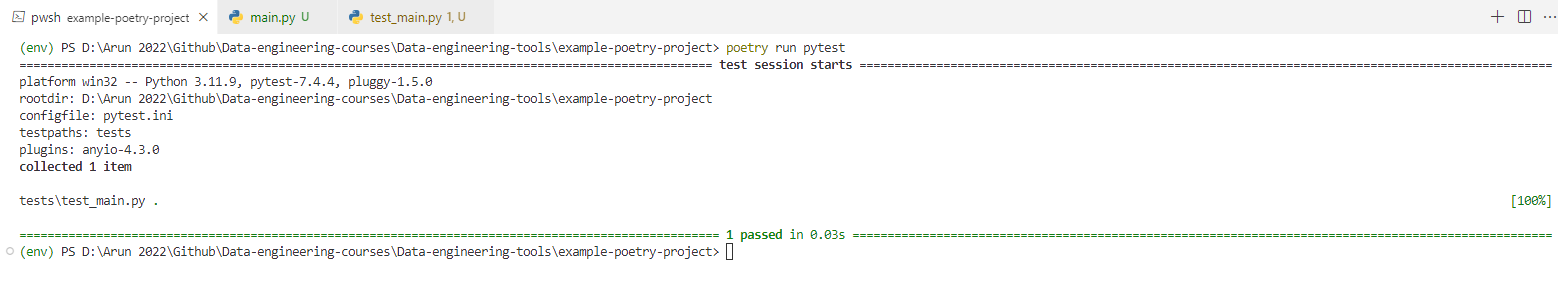 pwsh example-poetry-project main.py U test_main.py 1, U
(env) PS D:\Arun 2022\Github\Data-engineering-courses\Data-engineering-tools\example-poetry-project> poetry run pytest
=================================================================================================== test session starts ===================================================================================================
platform win32 -- Python 3.11.9, pytest-7.4.4, pluggy-1.5.0
rootdir: D:\Arun 2022\Github\Data-engineering-courses\Data-engineering-tools\example-poetry-project
configfile: pytest.ini
testpaths: tests
plugins: anyio-4.3.0
collected 1 item
tests\test_main.py . [100%]
==================================================================================================== 1 passed in 0.03s ====================================================================================================
(env) PS D:\Arun 2022\Github\Data-engineering-courses\Data-engineering-tools\example-poetry-project>